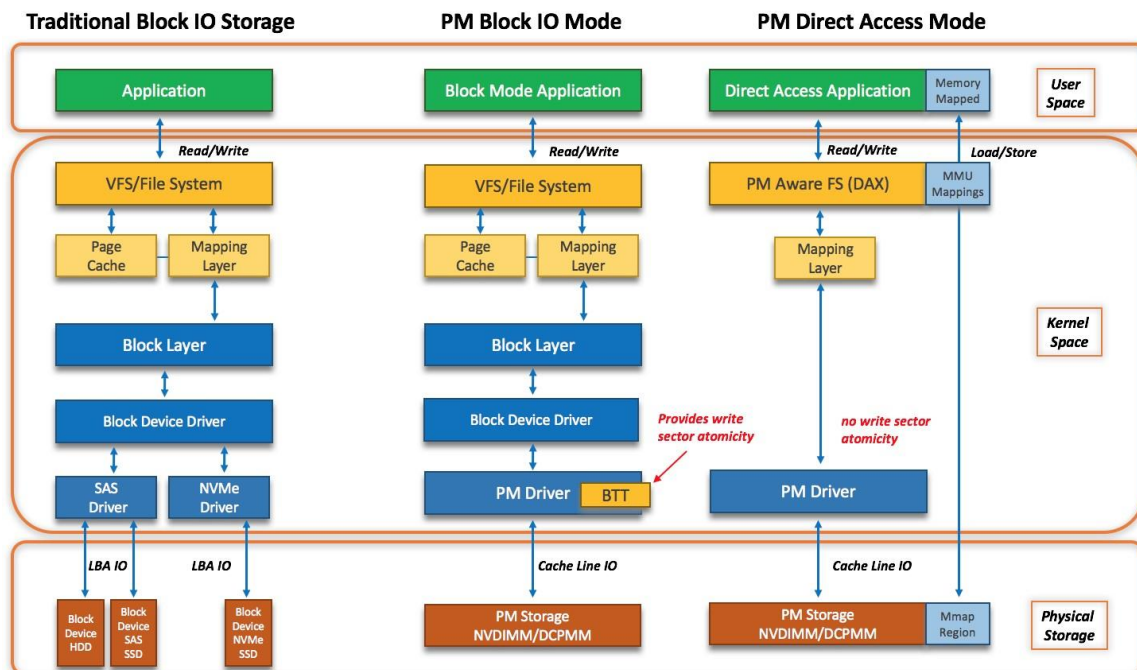 Traditional Block IO Storage
PM Block IO Mode
PM Direct Access Mode
Application
Block Mode Application
Direct Access Application
Memory
Mapped
User
Space
Read/Write
Read/Write
Read/Write
Load/Store
VFS/File System
VFS/File System
PM Aware FS (DAX)
MMU
Mappings
Page
Cache
Mapping
Layer
Page
Cache
Mapping
Layer
Mapping
Layer
Block Layer
Block Layer
Kernel
Space
Block Device Driver
Block Device Driver
Provides write
sector atomicity
no write sector
atomicity
SAS
Driver
NVMe
Driver
PM Driver
BTT
PM Driver
LBA IO
LBA IO
Cache Line IO
Cache Line IO
Block
Device
HDD
Block
Device
SAS
SSD
Block
Device
NVMe
SSD
PM Storage
NVDIMM/DCPMM
PM Storage
NVDIMM/DCPMM
Mmap
Region
Physical
Storage